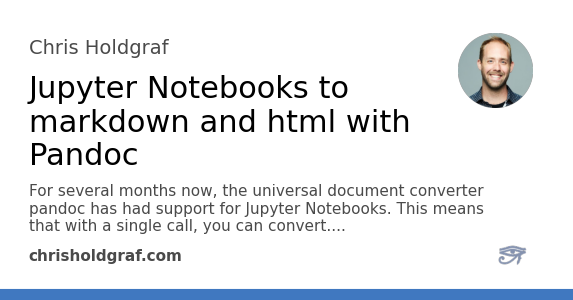 Chris Holdgraf
Jupyter Notebooks to
markdown and html with
Pandoc
For several months now, the universal document converter
pandoc has had support for Jupyter Notebooks. This means
that with a single call, you can convert....
chrisholdgraf.com